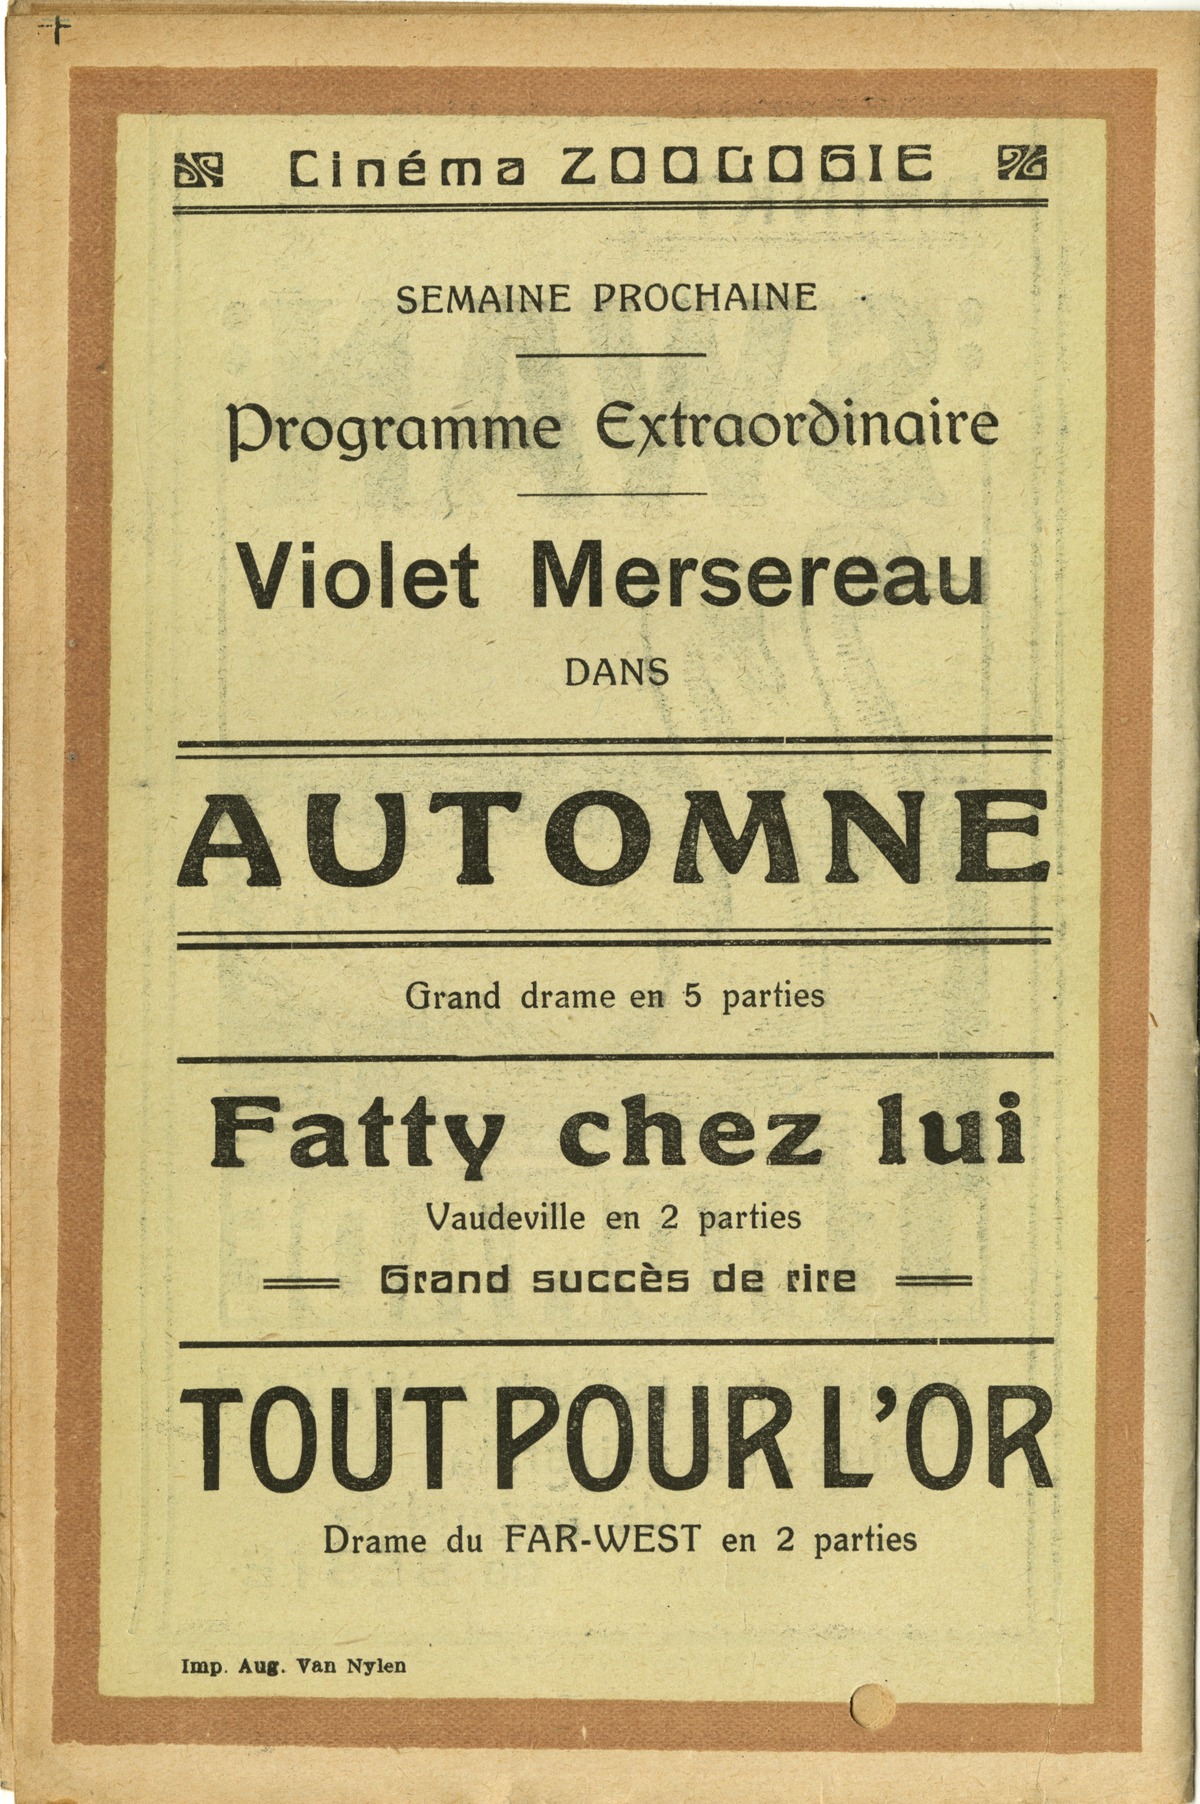 Cinéma ZOOLOGIE
SEMAINE PROCHAINE
Programme Extraordinaire
Violet Mersereau
DANS
AUTOMNE
Grand drame en 5 parties
Fatty chez lui
Vaudeville en 2 parties
Grand succès de rire
TOUT POUR L'OR
Drame du FAR-WEST en 2 parties
Imp. Aug. Van Nylen